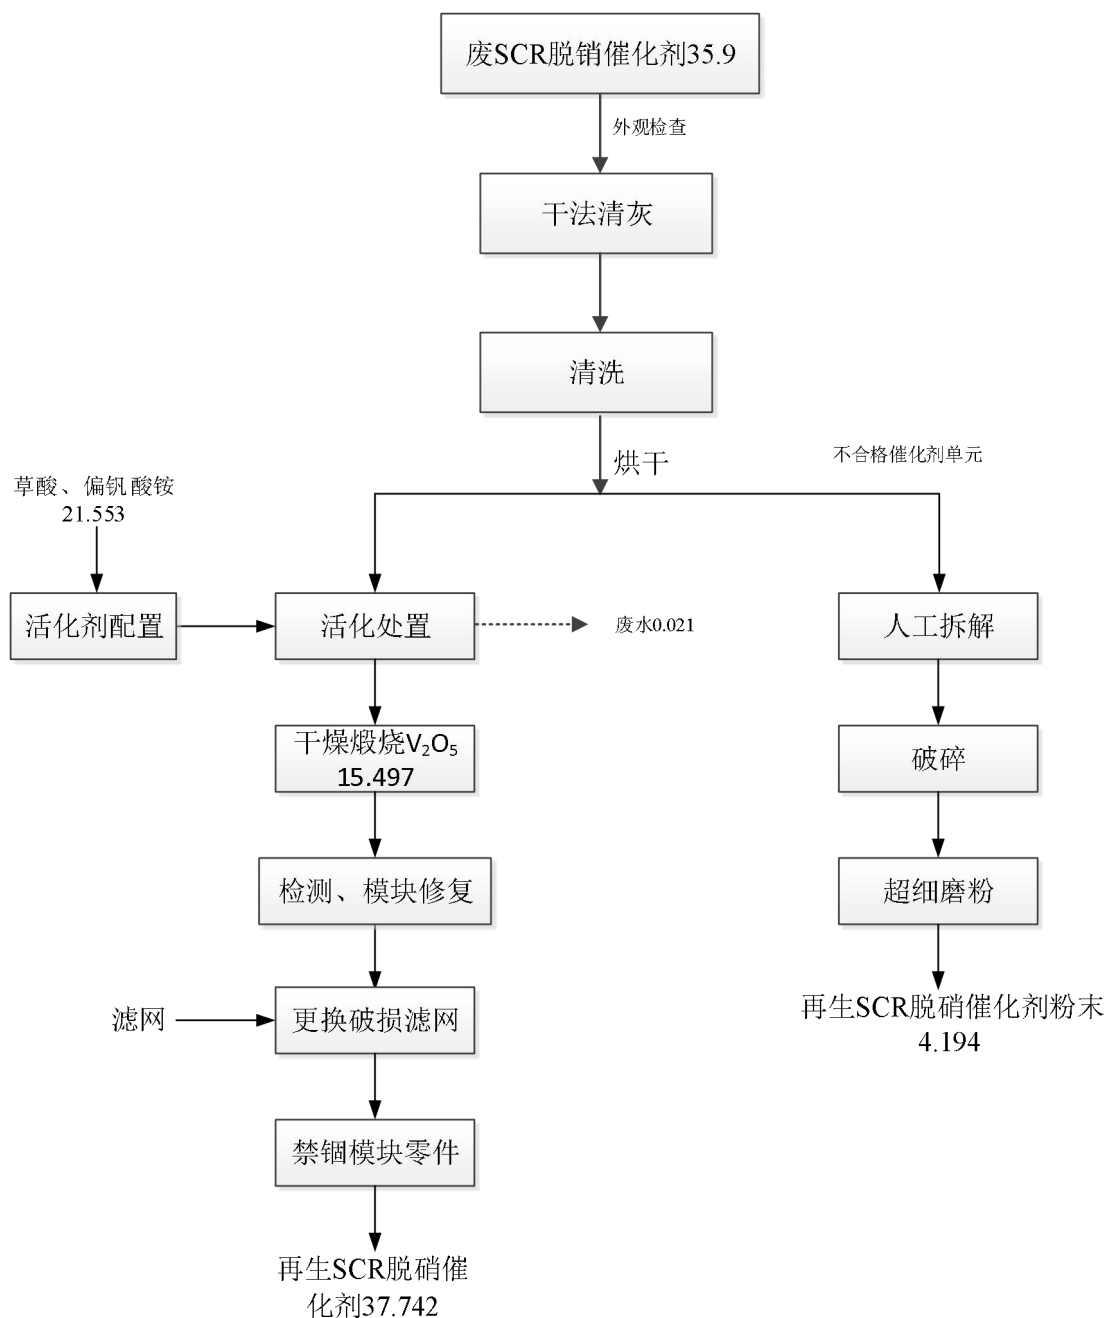 废SCR脱销催化剂35.9
外观检查
干法清灰
清洗
烘干
不合格催化剂单元
草酸、偏钒酸铵
21.553
活化剂配置
活化处置
废水0.021
人工拆解
干燥煅烧V₂O₅
15.497
破碎
检测、模块修复
超细磨粉
滤网
更换破损滤网
再生SCR脱硝催化剂粉末
4.194
禁锢模块零件
再生SCR脱硝催
化剂37.742